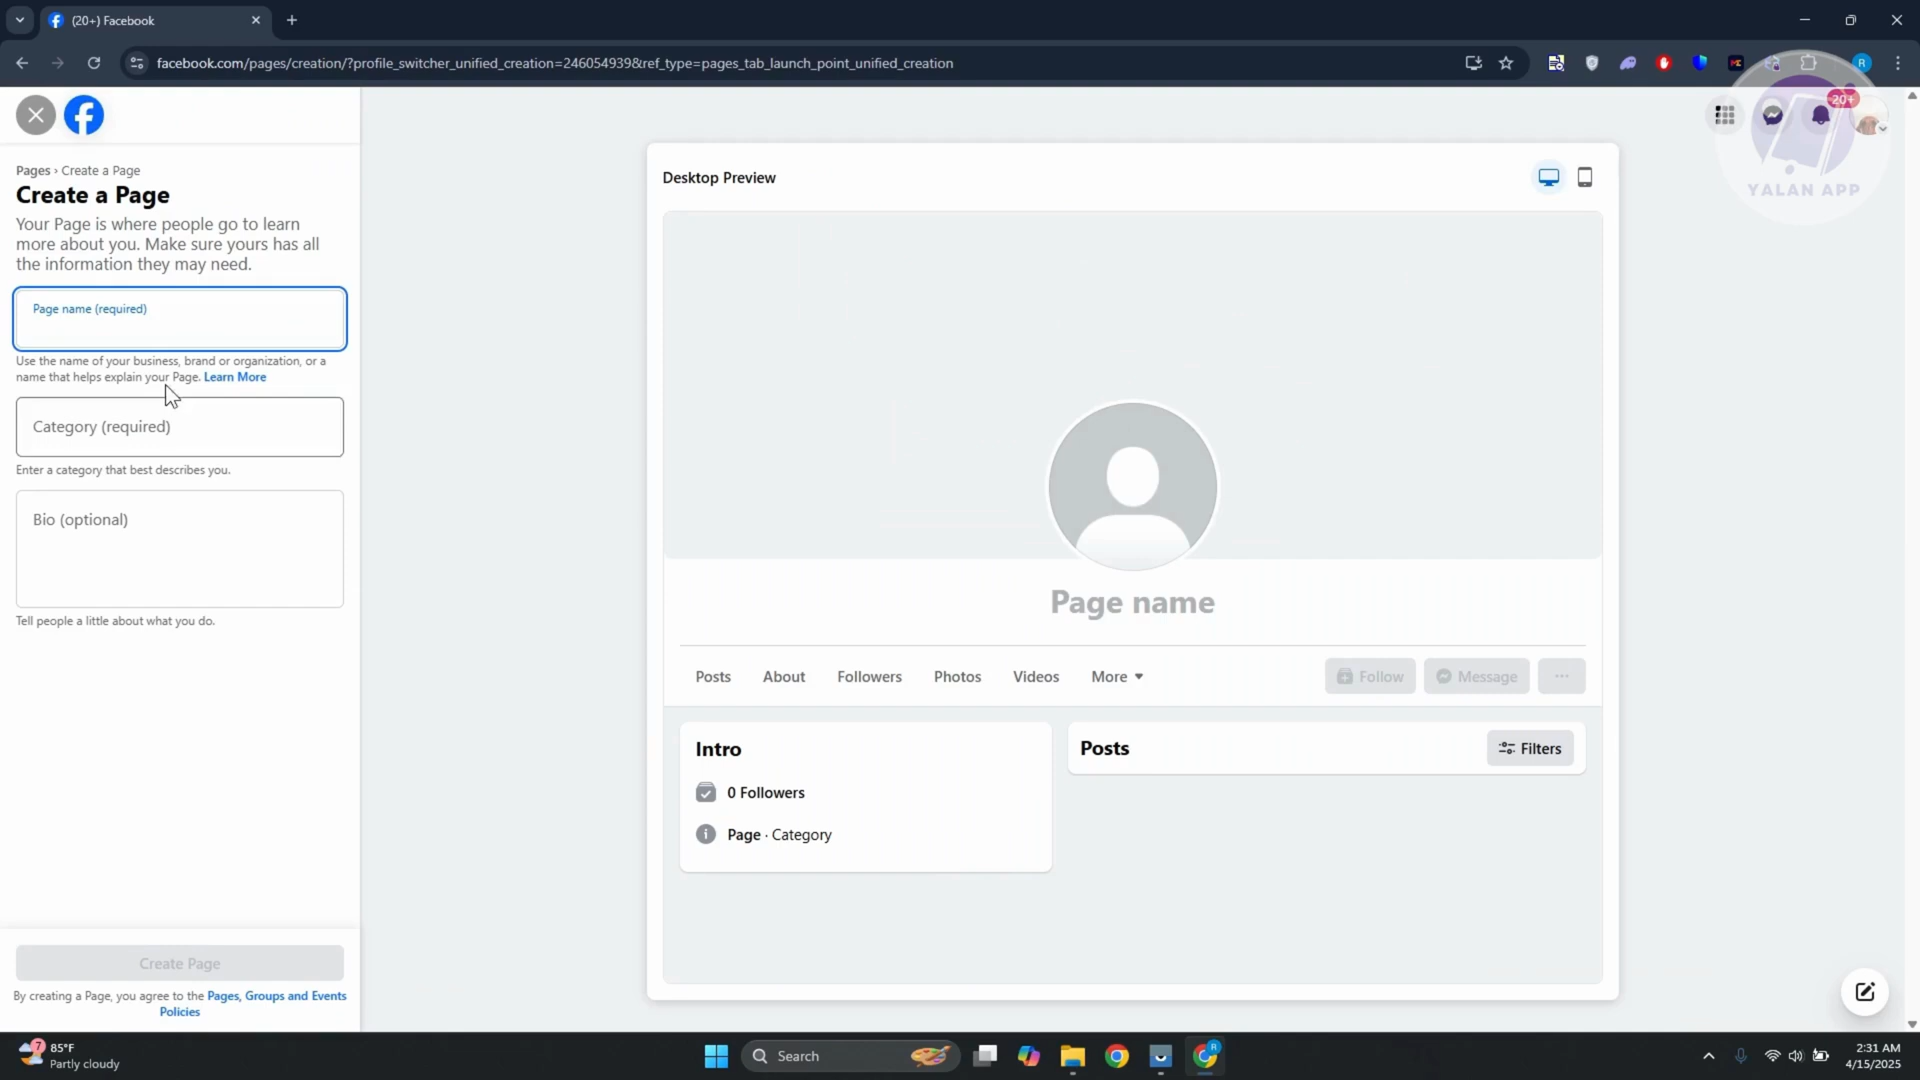 (20+) Facebook
facebook.com/pages/creation/?profile_switcher_unified_creation=246054939&ref_type=pages_tab_launch_point_unified_creation
R
20+
YALAN APP
Pages › Create a Page
Create a Page
Your Page is where people go to learn
more about you. Make sure yours has all
the information they may need.
Page name (required)
Use the name of your business, brand or organization, or a
name that helps explain your Page. Learn More
Category (required)
Enter a category that best describes you.
Bio (optional)
Tell people a little about what you do.
Create Page
By creating a Page, you agree to the Pages, Groups and Events
Policies
Desktop Preview
Page name
Posts About Followers Photos Videos More
Follow Message
Intro
0 Followers
Page · Category
Posts
Filters
7
85°F
Partly cloudy
Search
R
2:31 AM
4/15/2025